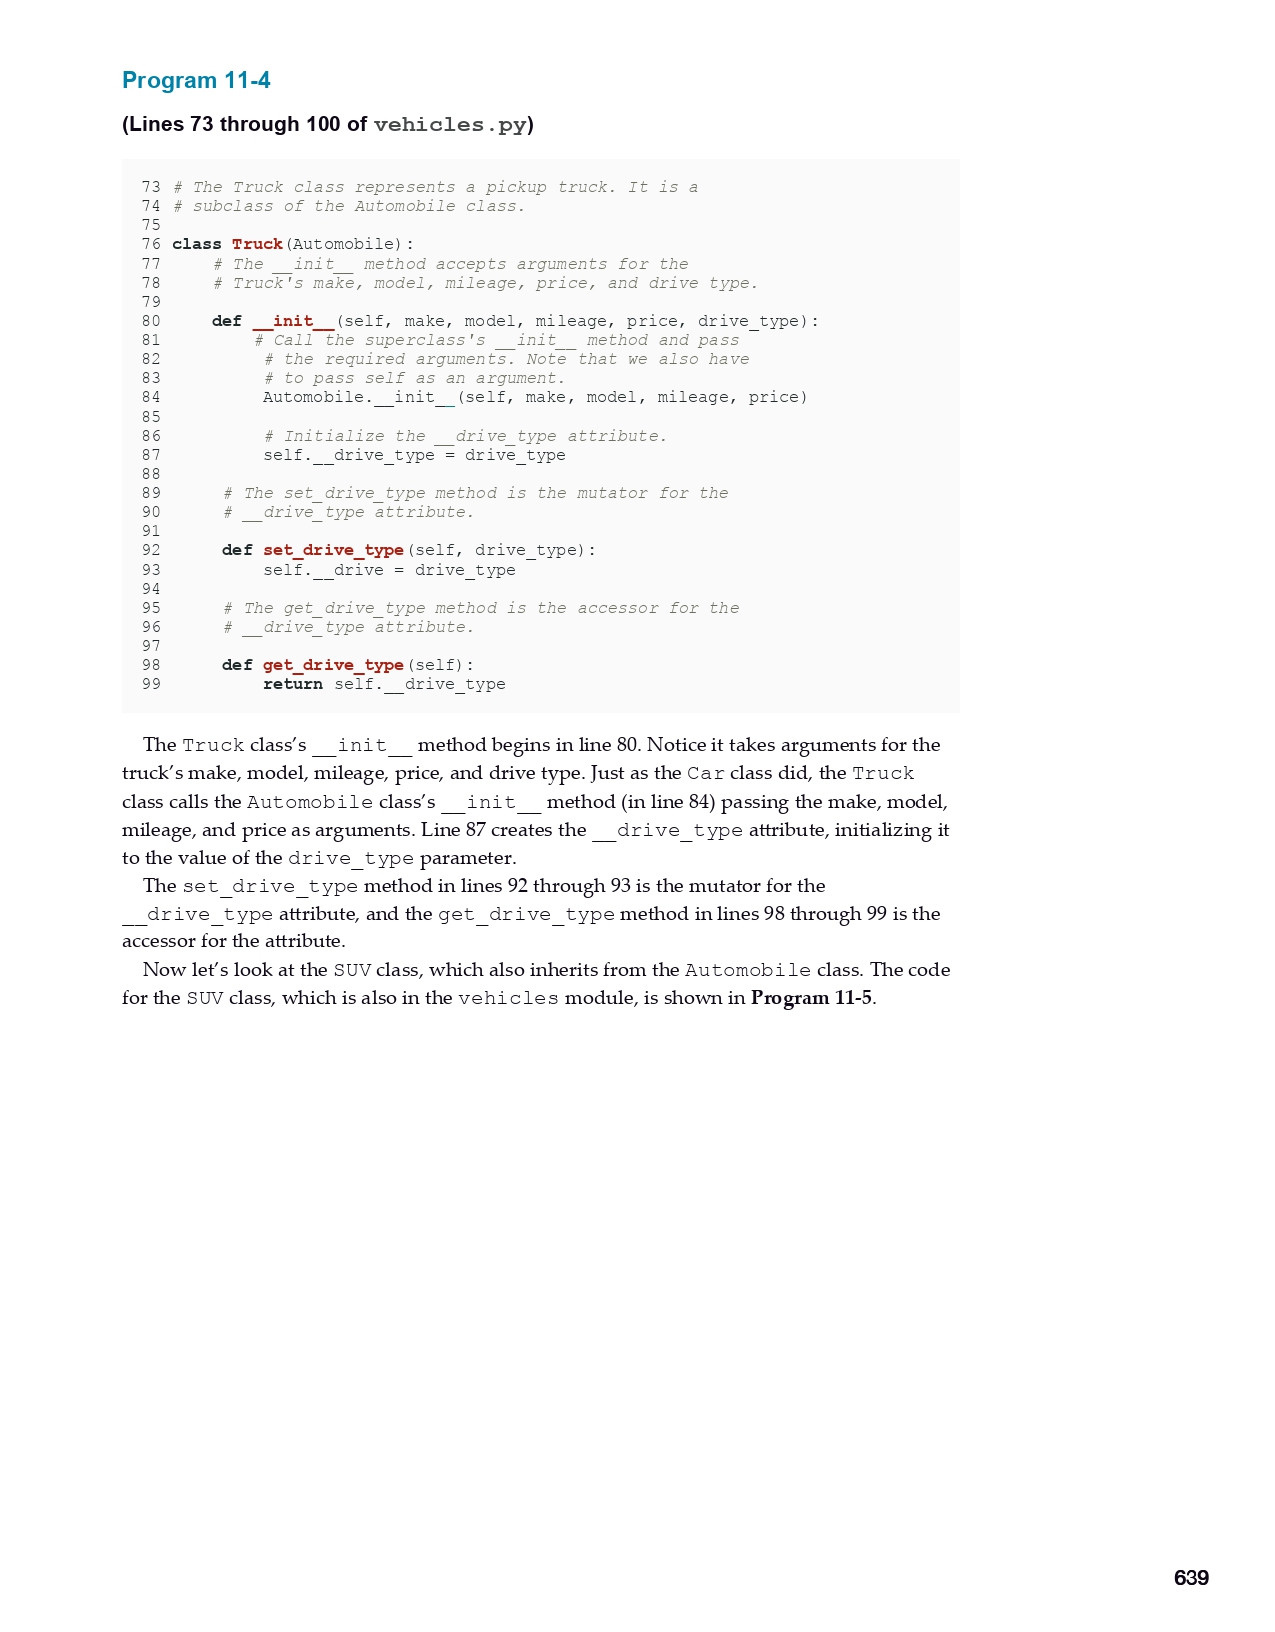 Program 11-4
(Lines 73 through 100 of vehicles.py)
73 # The Truck class represents a pickup truck. It is a
74 # subclass of the Automobile class.
75
76 class Truck(Automobile):
77     # The __init__ method accepts arguments for the
78     # Truck's make, model, mileage, price, and drive type.
79
80     def __init__(self, make, model, mileage, price, drive_type):
81         # Call the superclass's __init__ method and pass
82          # the required arguments. Note that we also have
83          # to pass self as an argument.
84          Automobile.__init__(self, make, model, mileage, price)
85
86          # Initialize the __drive_type attribute.
87          self.__drive_type = drive_type
88
89      # The set_drive_type method is the mutator for the
90      # __drive_type attribute.
91
92      def set_drive_type(self, drive_type):
93          self.__drive = drive_type
94
95      # The get_drive_type method is the accessor for the
96      # __drive_type attribute.
97
98      def get_drive_type(self):
99          return self.__drive_type
The Truck class’s __init__ method begins in line 80. Notice it takes arguments for the
truck’s make, model, mileage, price, and drive type. Just as the Car class did, the Truck
class calls the Automobile class’s __init__ method (in line 84) passing the make, model,
mileage, and price as arguments. Line 87 creates the __drive_type attribute, initializing it
to the value of the drive_type parameter.
The set_drive_type method in lines 92 through 93 is the mutator for the
__drive_type attribute, and the get_drive_type method in lines 98 through 99 is the
accessor for the attribute.
Now let’s look at the SUV class, which also inherits from the Automobile class. The code
for the SUV class, which is also in the vehicles module, is shown in Program 11-5.
639